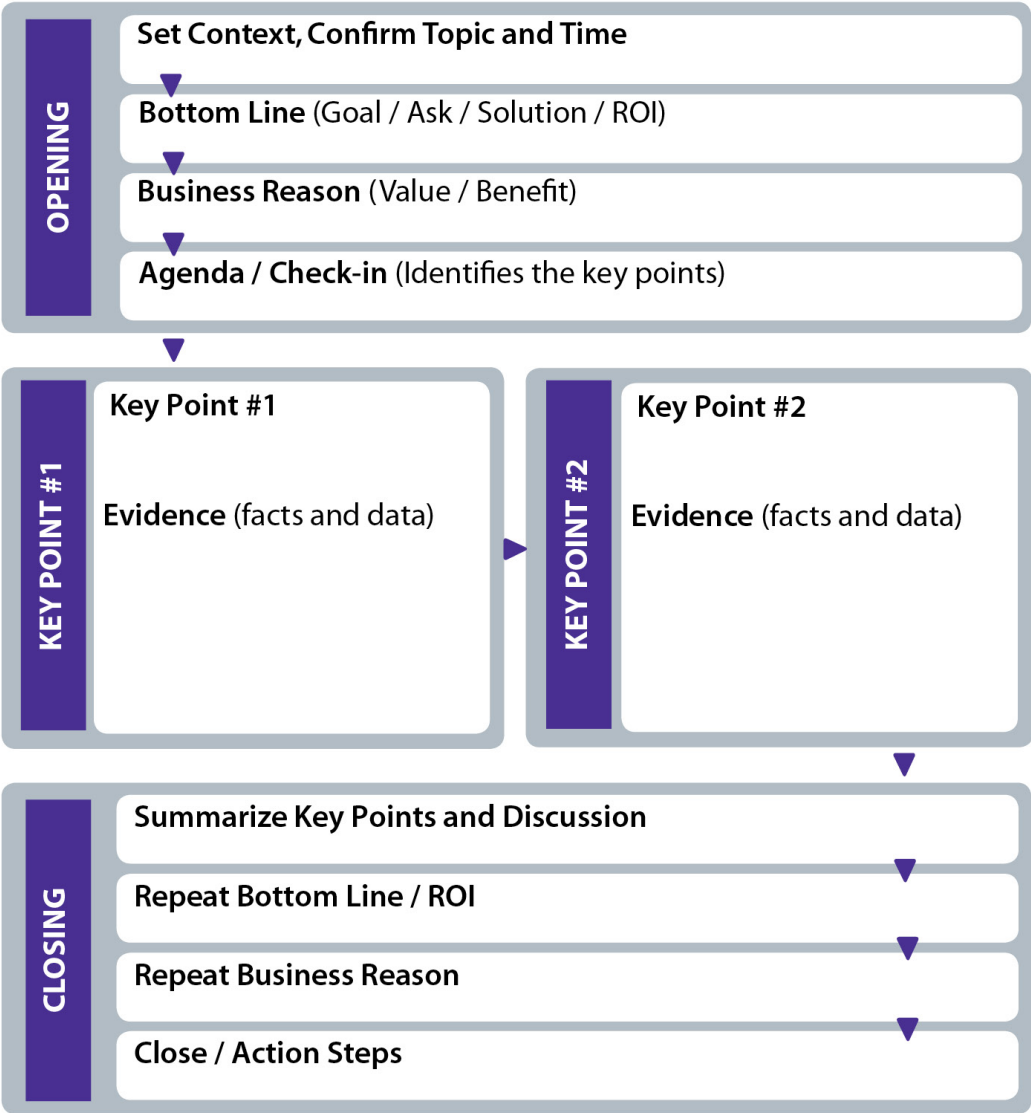 OPENING
Set Context, Confirm Topic and Time
Bottom Line (Goal / Ask / Solution / ROI)
Business Reason (Value / Benefit)
Agenda / Check-in (Identifies the key points)
KEY POINT #1
Key Point #1
Evidence (facts and data)
KEY POINT #2
Key Point #2
Evidence (facts and data)
CLOSING
Summarize Key Points and Discussion
Repeat Bottom Line / ROI
Repeat Business Reason
Close / Action Steps